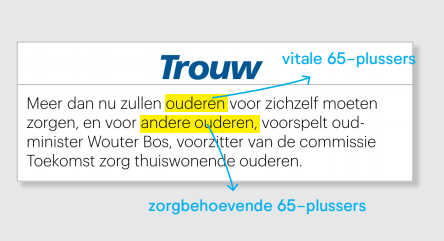 Trouw
vitale 65-plussers
Meer dan nu zullen ouderen voor zichzelf moeten
zorgen, en voor andere ouderen, voorspelt oud-
minister Wouter Bos, voorzitter van de commissie
Toekomst zorg thuiswonende ouderen.
zorgbehoevende 65-plussers